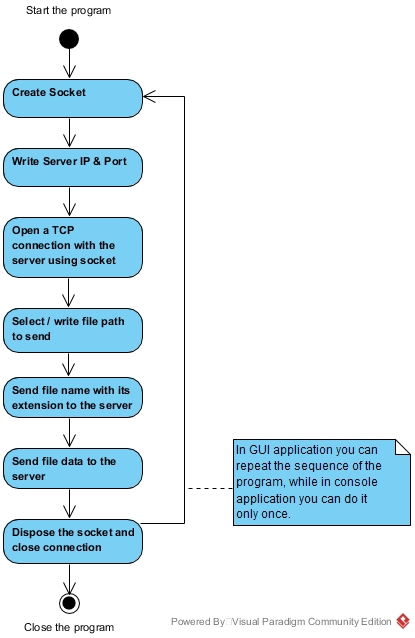 Start the program
Create Socket
Write Server IP & Port
Open a TCP
connection with the
server using socket
Select / write file path
to send
Send file name with its
extension to the server
Send file data to the
server
In GUI application you can
repeat the sequence of the
program, while in console
application you can do it
only once.
Dispose the socket and
close connection
Close the program
Powered By Visual Paradigm Community Edition